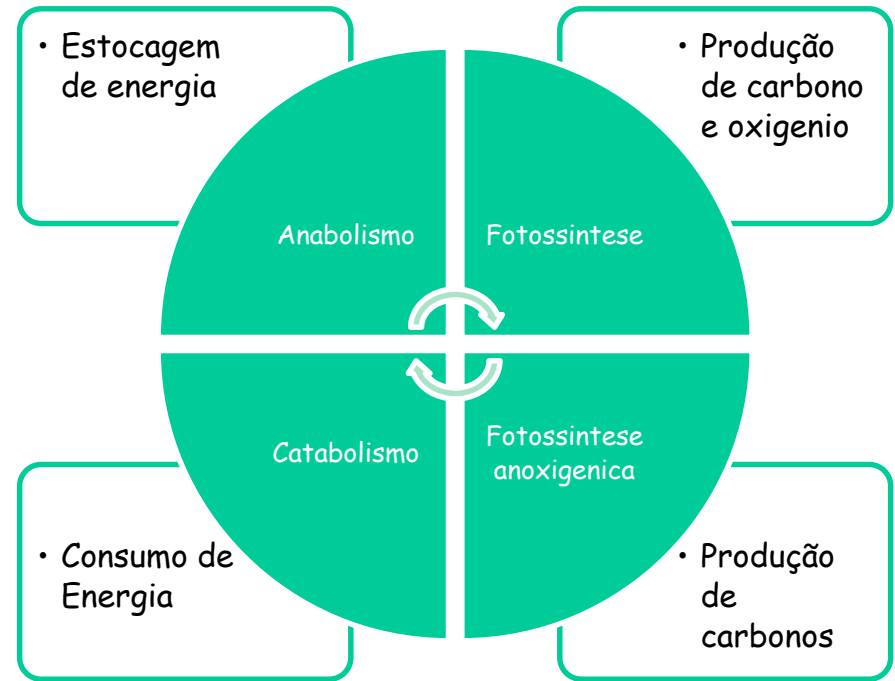 • Estocagem
de energia
• Produção
de carbono
e oxigenio
Anabolismo
Fotossintese
Catabolismo
Fotossintese
anoxigenica
• Consumo de
Energia
• Produção
de
carbonos